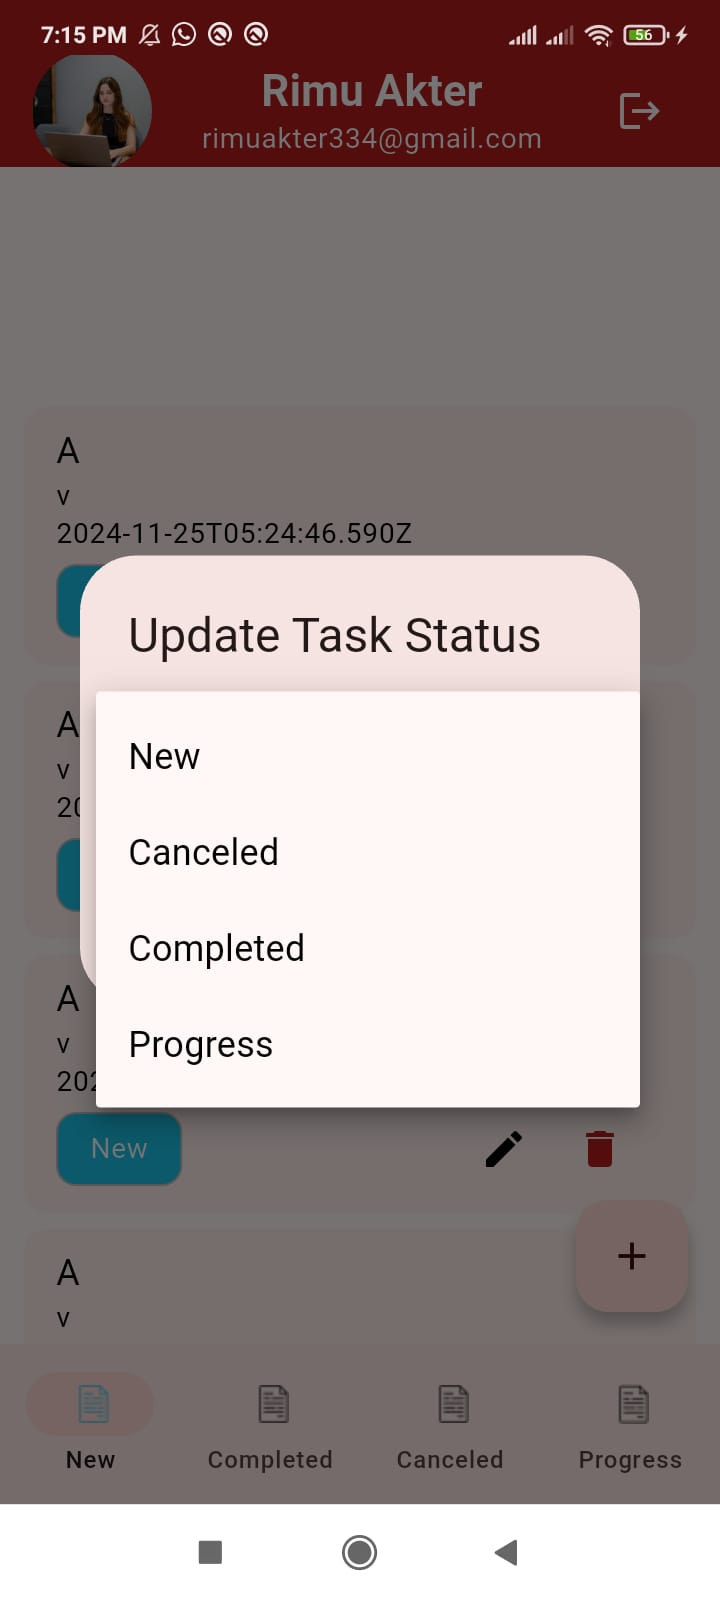 7:15 PM 56
Rimu Akter
rimuakter334@gmail.com
A
v
2024-11-25T05:24:46.590Z
Update Task Status
A
v
20
New
Canceled
Completed
Progress
A
v
202
New
A
v
New Completed Canceled Progress